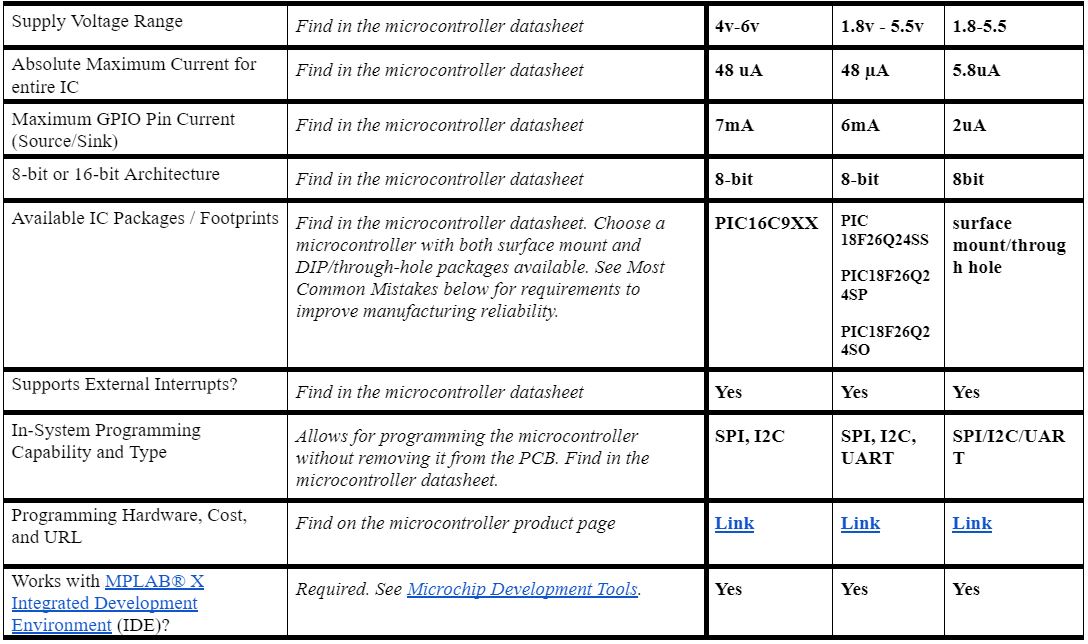 Supply Voltage Range
Find in the microcontroller datasheet
4v-6v
1.8v - 5.5v
1.8-5.5
Absolute Maximum Current for
entire IC
Find in the microcontroller datasheet
48 uA
48 μA
5.8uA
Maximum GPIO Pin Current
(Source/Sink)
Find in the microcontroller datasheet
7mA
6mA
2uA
8-bit or 16-bit Architecture
Find in the microcontroller datasheet
8-bit
8-bit
8bit
Available IC Packages / Footprints
Find in the microcontroller datasheet. Choose a
microcontroller with both surface mount and
DIP/through-hole packages available. See Most
Common Mistakes below for requirements to
improve manufacturing reliability.
PIC16C9XX
PIC
18F26Q24SS
PIC18F26Q2
4SP
PIC18F26Q2
4SO
surface
mount/throug
h hole
Supports External Interrupts?
Find in the microcontroller datasheet
Yes
Yes
Yes
In-System Programming
Capability and Type
Allows for programming the microcontroller
without removing it from the PCB. Find in the
microcontroller datasheet.
SPI, I2C
SPI, I2C,
UART
SPI/I2C/UAR
T
Programming Hardware, Cost,
and URL
Find on the microcontroller product page
Link
Link
Link
Works with MPLAB® X
Integrated Development
Environment (IDE)?
Required. See Microchip Development Tools.
Yes
Yes
Yes